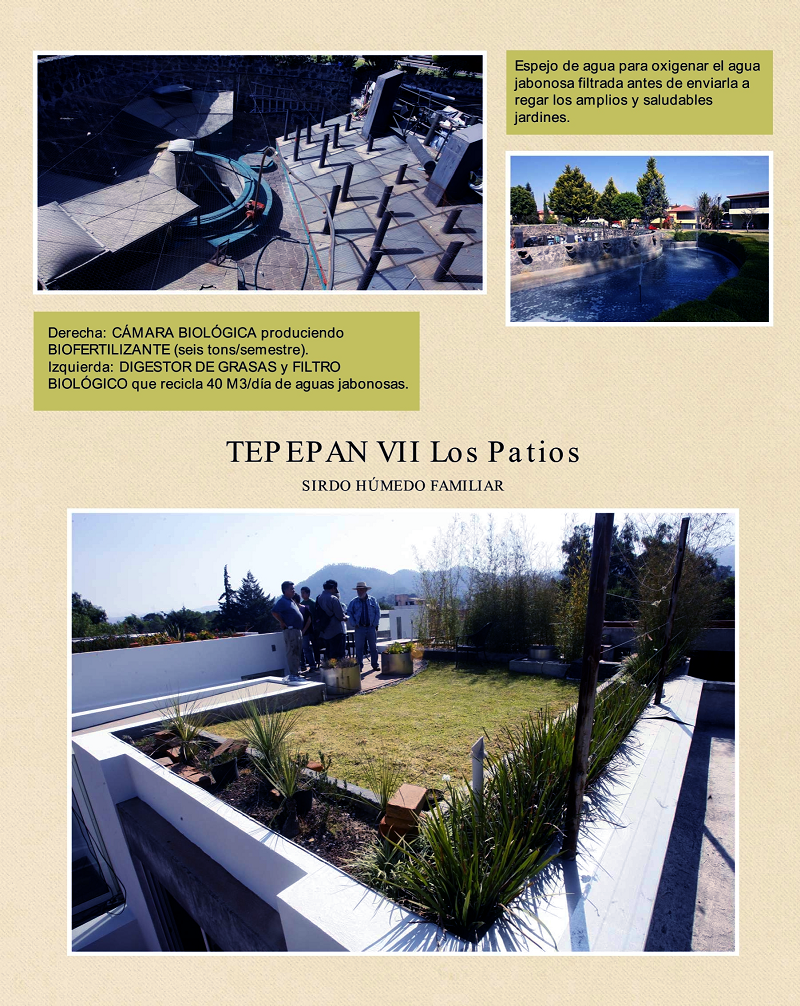 Espejo de agua para oxigenar el agua
jabonosa filtrada antes de enviarla a
regar los amplios y saludables
jardines.
Derecha: CÁMARA BIOLÓGICA produciendo
BIOFERTILIZANTE (seis tons/semestre).
Izquierda: DIGESTOR DE GRASAS y FILTRO
BIOLÓGICO que recicla 40 M3/día de aguas jabonosas.
TEPEPAN VII Los Patios
SIRDO HÚMEDO FAMILIAR